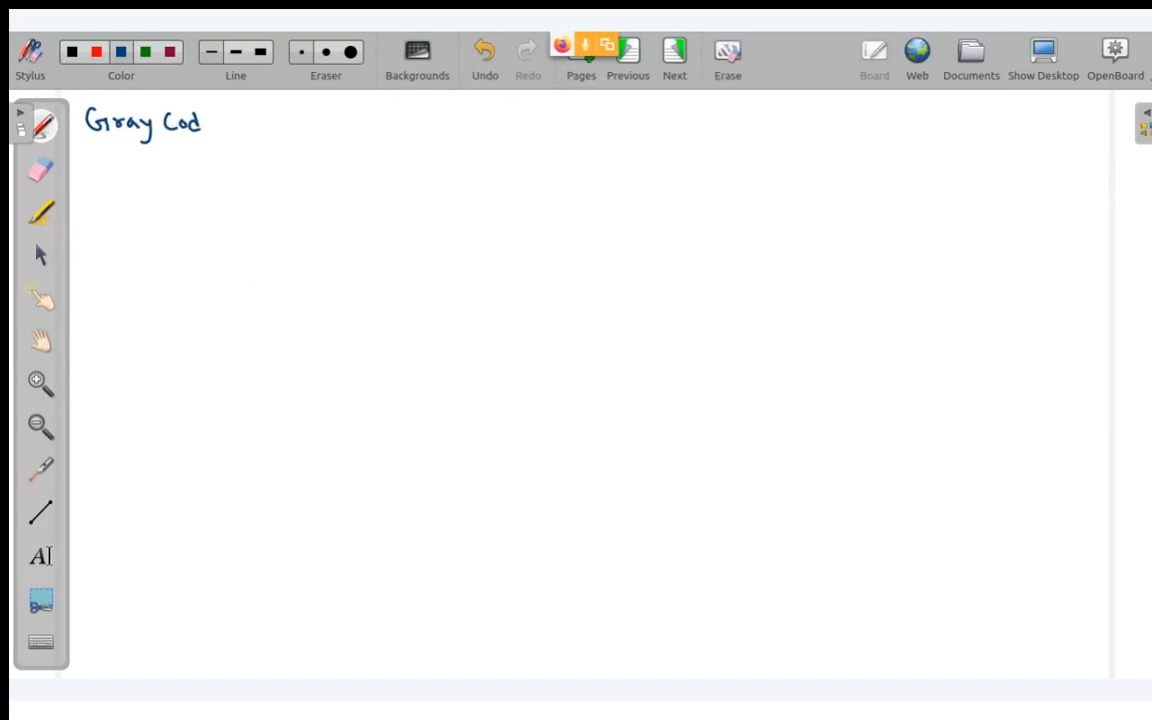 Stylus Color Line Eraser Backgrounds Undo Redo Pages Previous Next Erase Board Web Documents Show Desktop OpenBoard
Gray Cod
A